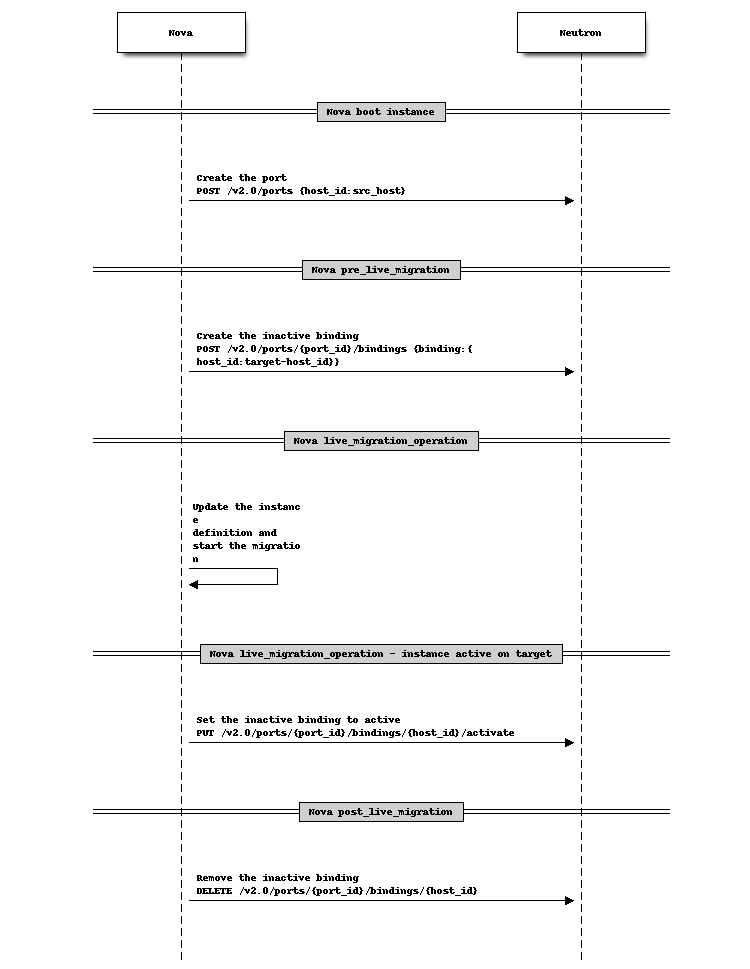 Nova
Neutron
Nova boot instance
Create the port
POST /v2.0/ports {host_id:src_host}
Nova pre_live_migration
Create the inactive binding
POST /v2.0/ports/{port_id}/bindings {binding:{
host_id:target-host_id}}
Nova live_migration_operation
Update the instanc
e
definition and
start the migratio
n
Nova live_migration_operation - instance active on target
Set the inactive binding to active
PUT /v2.0/ports/{port_id}/bindings/{host_id}/activate
Nova post_live_migration
Remove the inactive binding
DELETE /v2.0/ports/{port_id}/bindings/{host_id}